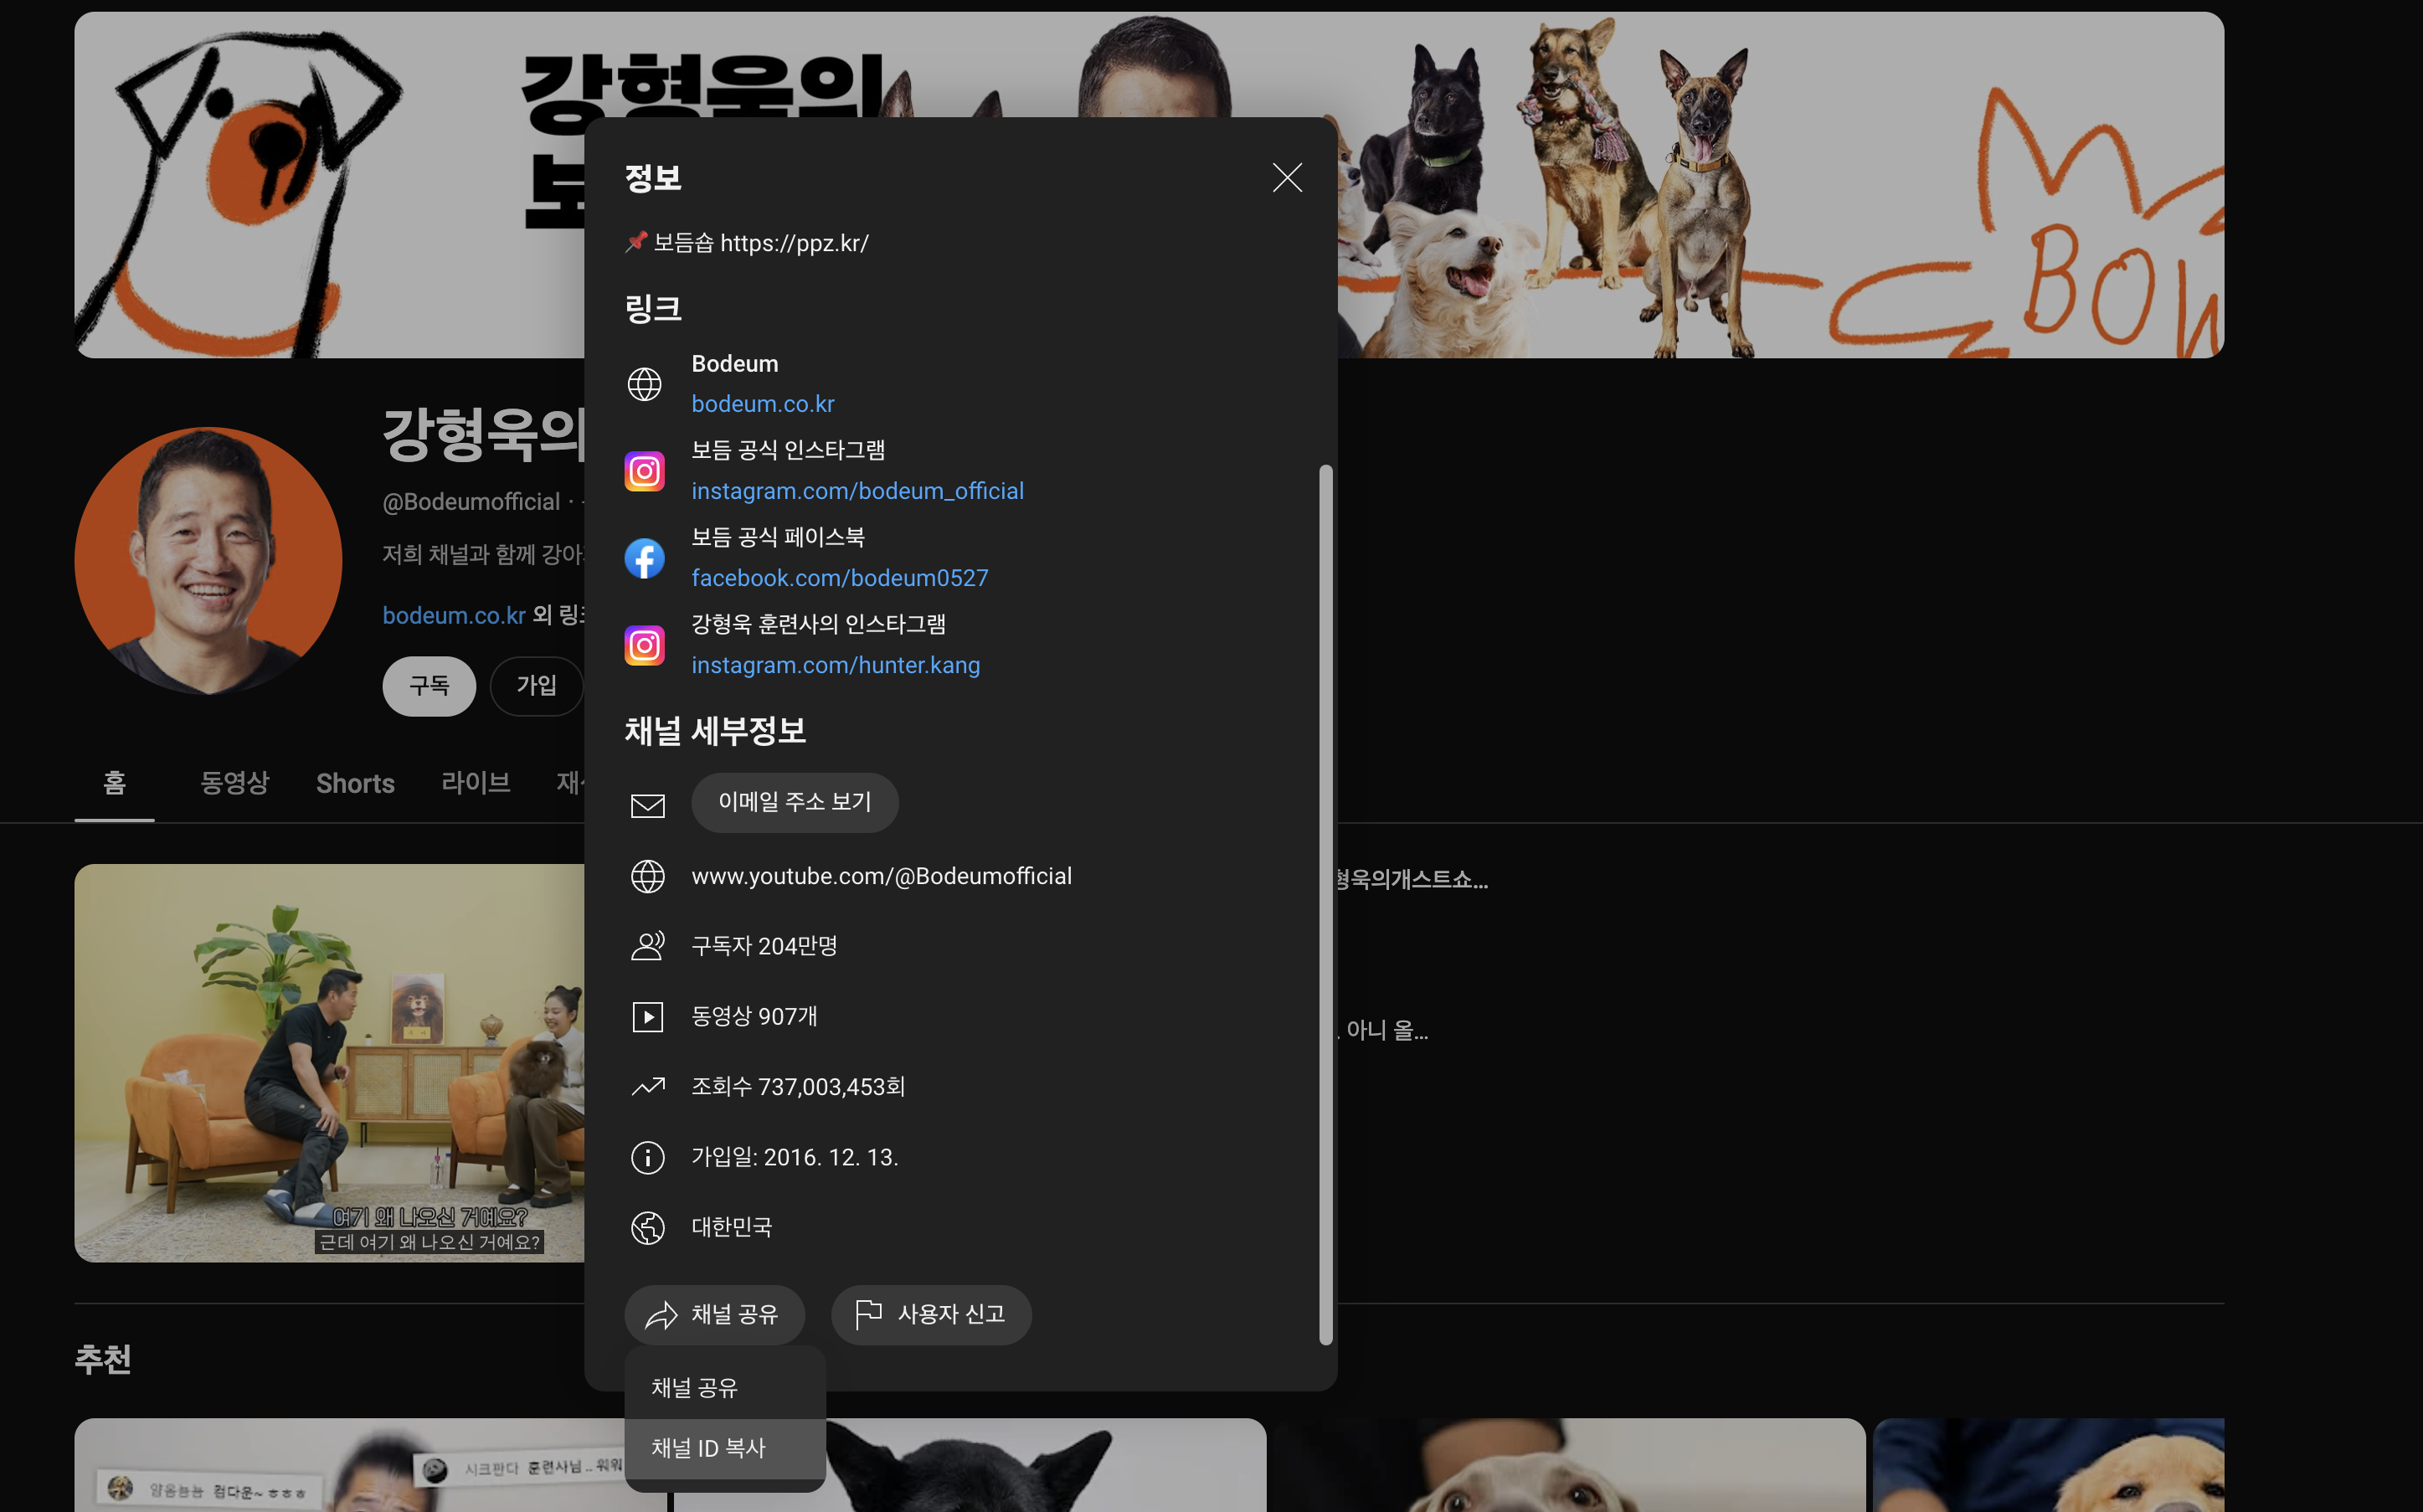 강형욱의
보
BOW
정보
📌 보듬숍 https://ppz.kr/
링크
Bodeum
bodeum.co.kr
보듬 공식 인스타그램
instagram.com/bodeum_official
보듬 공식 페이스북
facebook.com/bodeum0527
강형욱 훈련사의 인스타그램
instagram.com/hunter.kang
채널 세부정보
이메일 주소 보기
www.youtube.com/@Bodeumofficial
구독자 204만명
동영상 907개
조회수 737,003,453회
가입일: 2016. 12. 13.
대한민국
채널 공유
사용자 신고
채널 공유
채널 ID 복사
강형욱의
@Bodeumofficial ·
저희 채널과 함께 강아
bodeum.co.kr 외 링크
구독
가입
홈
동영상
Shorts
라이브
재
형욱의개스트쇼...
아니 올...
여기 왜 나오신 거예요?
근데 여기 왜 나오신 거예요?
추천
검다운~ ㅎㅎㅎ
시크판다 훈련사님.. 워워